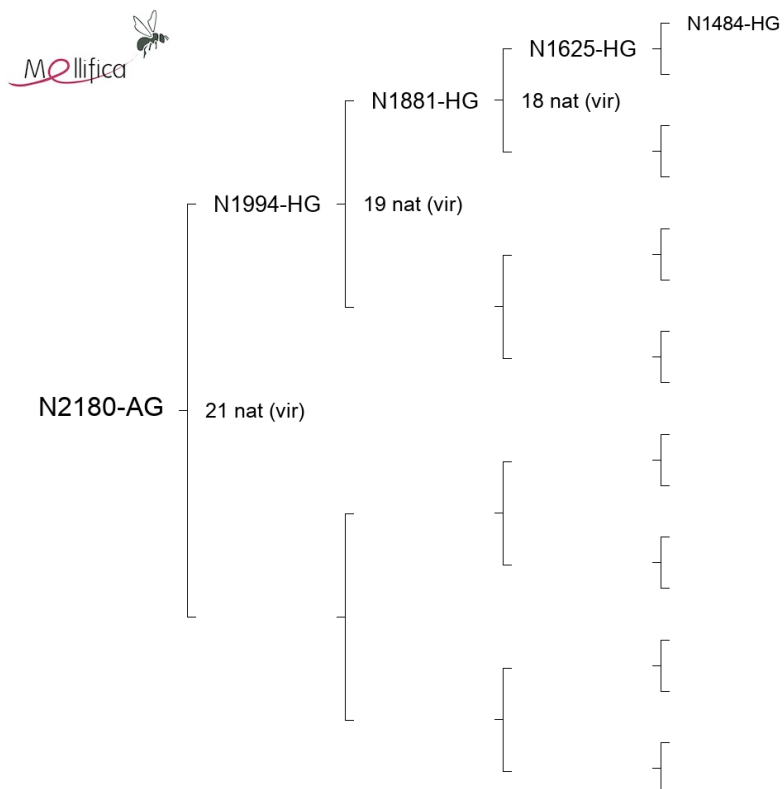 Mellifica
N1484-HG
N1625-HG
N1881-HG
18 nat (vir)
N1994-HG
19 nat (vir)
N2180-AG
21 nat (vir)